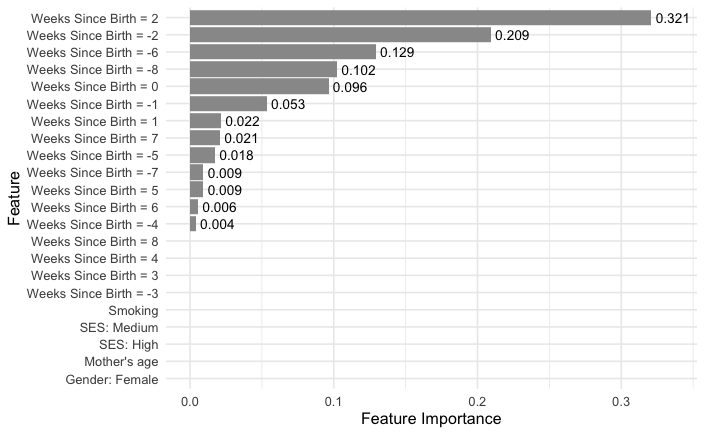 Weeks Since Birth = 2 0.321
Weeks Since Birth = -2 0.209
Weeks Since Birth = -6 0.129
Weeks Since Birth = -8 0.102
Weeks Since Birth = 0 0.096
Weeks Since Birth = -1 0.053
Weeks Since Birth = 1 0.022
Weeks Since Birth = 7 0.021
Weeks Since Birth = -5 0.018
Weeks Since Birth = -7 0.009
Weeks Since Birth = 5 0.009
Weeks Since Birth = 6 0.006
Weeks Since Birth = -4 0.004
Weeks Since Birth = 8
Weeks Since Birth = 4
Weeks Since Birth = 3
Weeks Since Birth = -3
Smoking
SES: Medium
SES: High
Mother's age
Gender: Female
Feature
0.0 0.1 0.2 0.3
Feature Importance